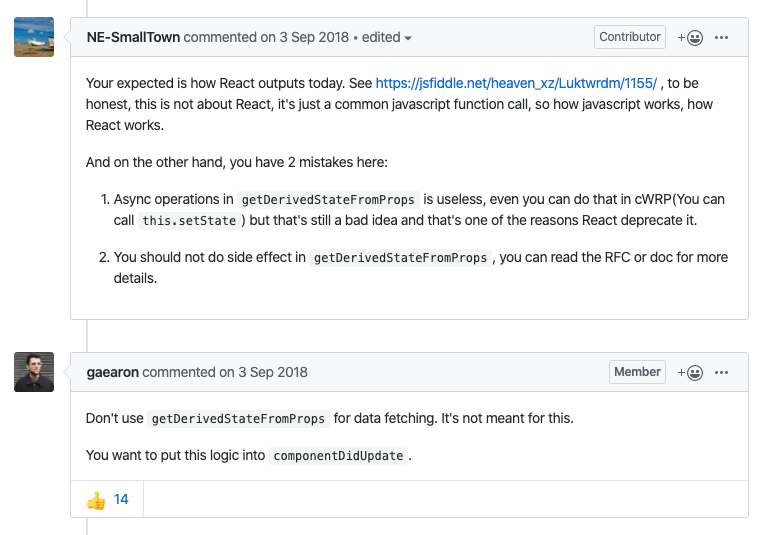 NE-SmallTown commented on 3 Sep 2018 • edited
Contributor
Your expected is how React outputs today. See https://jsfiddle.net/heaven_xz/Luktwrdm/1155/ , to be
honest, this is not about React, it's just a common javascript function call, so how javascript works, how
React works.
And on the other hand, you have 2 mistakes here:
1. Async operations in getDerivedStateFromProps is useless, even you can do that in cWRP(You can
call this.setState ) but that's still a bad idea and that's one of the reasons React deprecate it.
2. You should not do side effect in getDerivedStateFromProps , you can read the RFC or doc for more
details.
gaearon commented on 3 Sep 2018
Member
Don't use getDerivedStateFromProps for data fetching. It's not meant for this.
You want to put this logic into componentDidUpdate .
👍 14